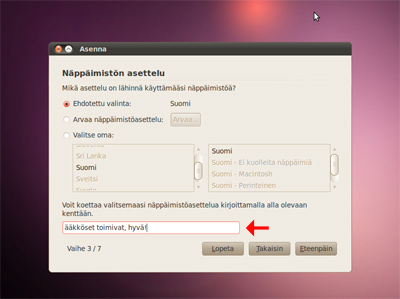 Asenna
Näppäimistön asettelu
Mikä asettelu on lähinnä käyttämääsi näppäimistöä?
Ehdotettu valinta: Suomi
Arvaa näppäimistöasettelu: Arvaa...
Valitse oma:
Slovenia
Sri Lanka
Suomi
Sveitsi
Syyria
Suomi
Suomi - Ei kuolleita näppäimiä
Suomi - Macintosh
Suomi - Perinteinen
Voit koettaa valitsemaasi näppäimistöasettelua kirjoittamalla alla olevaan
kenttään.
ääkköset toimivat, hyvä!
Vaihe 3 / 7
Lopeta
Takaisin
Eteenpäin